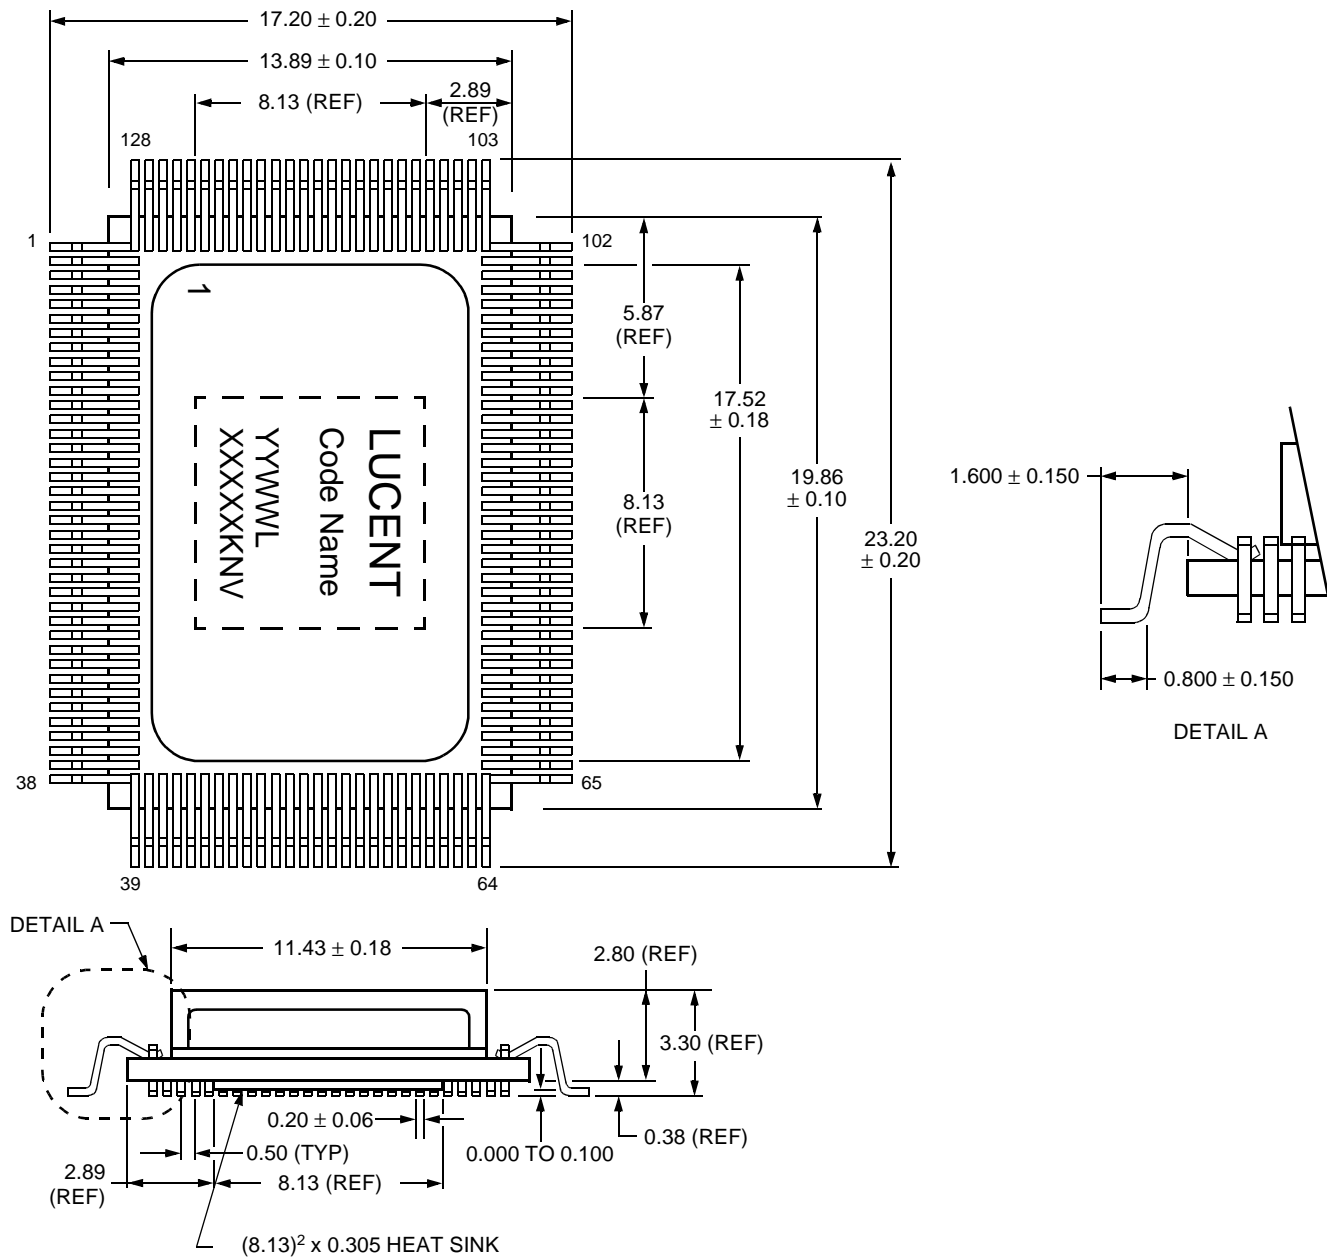 17.20 ± 0.20
13.89 ± 0.10
8.13 (REF)
2.89
(REF)
128
103
1
102
1
5.87
(REF)
17.52
± 0.18
8.13
(REF)
19.86
± 0.10
23.20
± 0.20
LUCENT
Code Name
YYWWL
XXXXXKNV
38
65
39
64
1.600 ± 0.150
0.800 ± 0.150
DETAIL A
DETAIL A
11.43 ± 0.18
2.80 (REF)
3.30 (REF)
0.20 ± 0.06
0.38 (REF)
0.50 (TYP)
0.000 TO 0.100
2.89
(REF)
8.13 (REF)
(8.13)² x 0.305 HEAT SINK